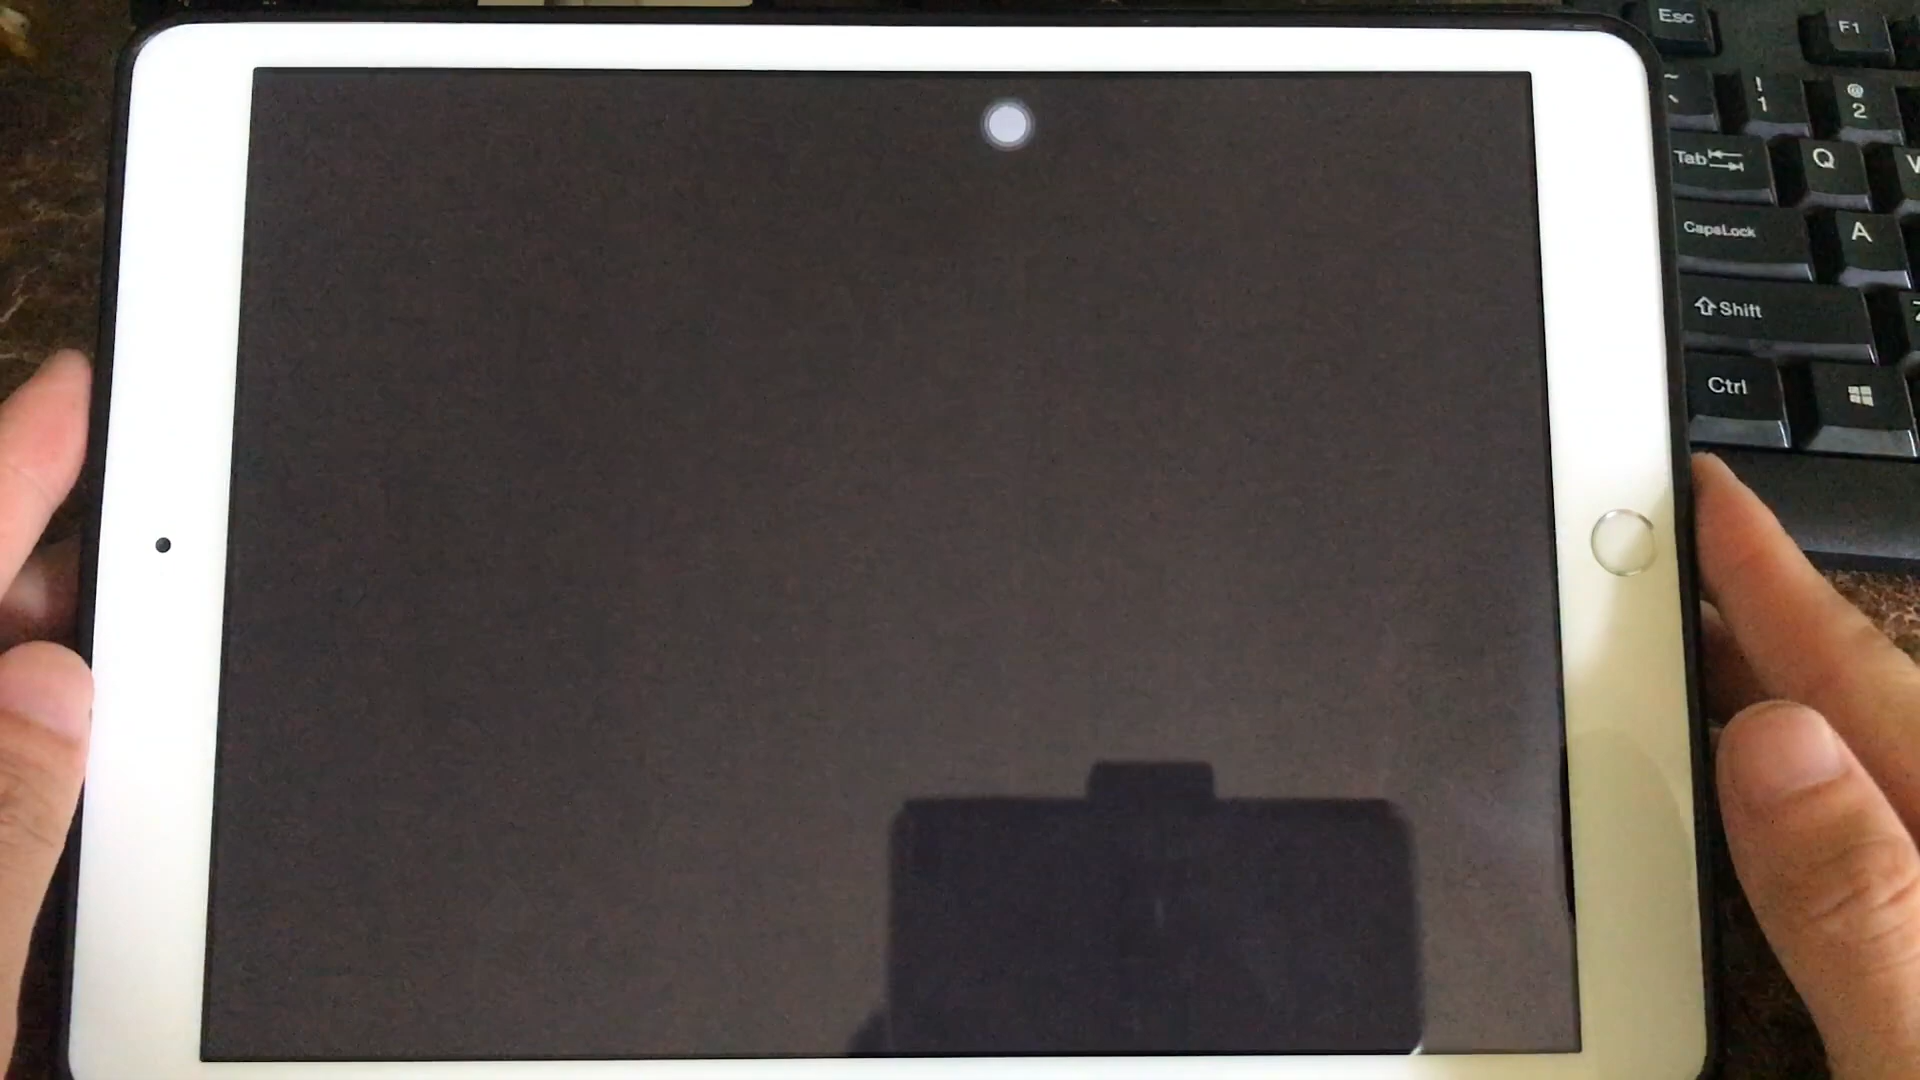 Esc F1
~ ! @
` 1 2
Tab Q W
CapsLock A
Shift Z
Ctrl